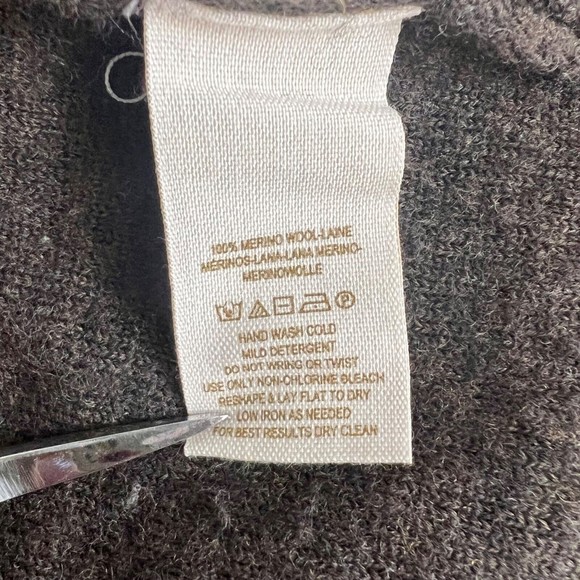 100% MERINO WOOL-LAINE
MERINOS-LANA-LANA MERINO-
MERINOWOLLE
HAND WASH COLD
MILD DETERGENT
DO NOT WRING OR TWIST
USE ONLY NON-CHLORINE BLEACH
RESHAPE & LAY FLAT TO DRY
LOW IRON AS NEEDED
FOR BEST RESULTS DRY CLEAN